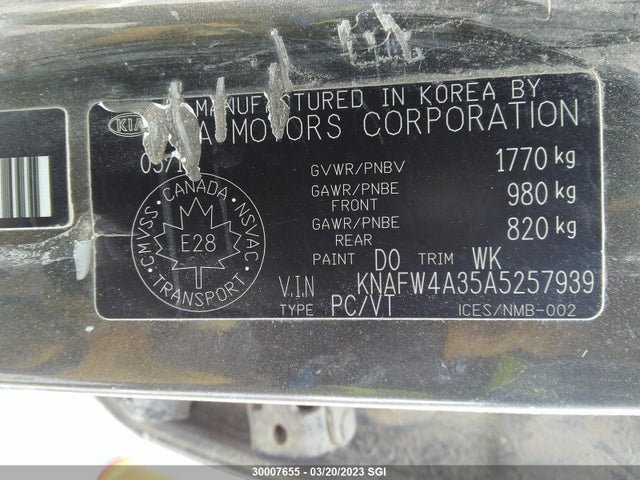 MANUFACTURED IN KOREA BY
KIA MOTORS CORPORATION
GVWR/PNBV 1770 kg
GAWR/PNBE FRONT 980 kg
GAWR/PNBE REAR 820 kg
PAINT D0 TRIM WK
V.I.N KNAFW4A35A5257939
TYPE PC/VT ICES/NMB-002
CANADA
CMVSS NSVAC
E28
TRANSPORT
30007655 — 03/20/2023 SGI